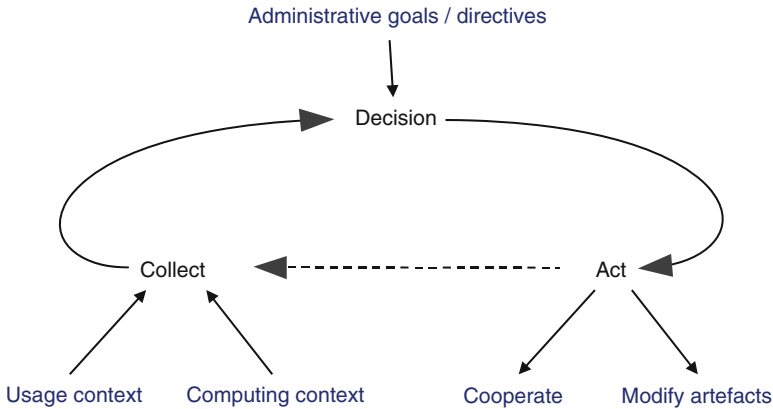 Administrative goals / directives
Decision
Collect
Act
Usage context
Computing context
Cooperate
Modify artefacts